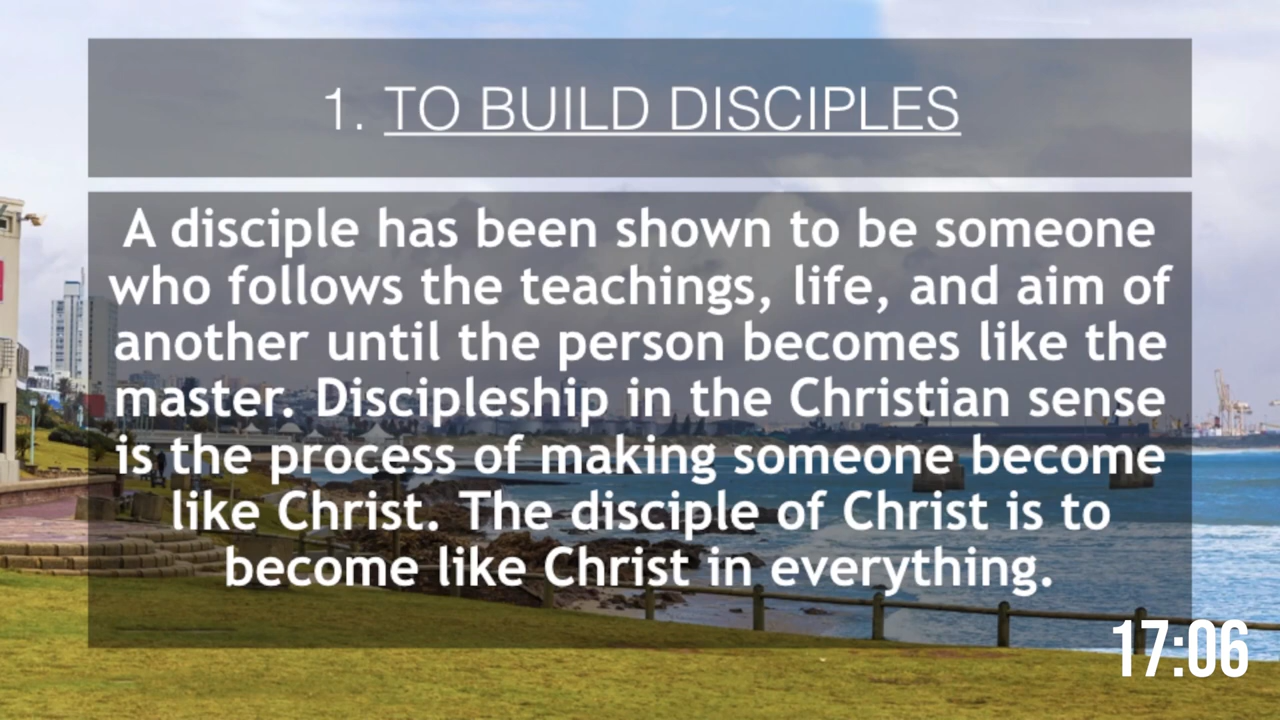 1. TO BUILD DISCIPLES
A disciple has been shown to be someone
who follows the teachings, life, and aim of
another until the person becomes like the
master. Discipleship in the Christian sense
is the process of making someone become
like Christ. The disciple of Christ is to
become like Christ in everything.
17:06